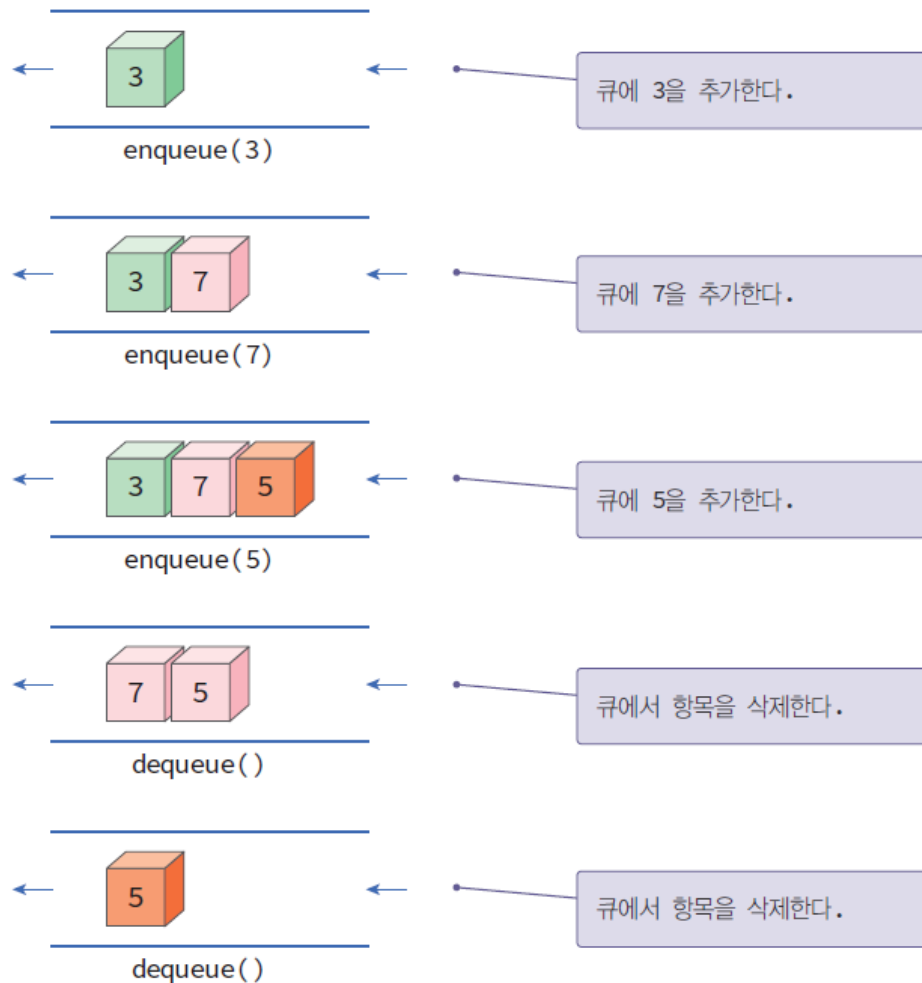 3
큐에 3을 추가한다.
enqueue(3)
3 7
큐에 7을 추가한다.
enqueue(7)
3 7 5
큐에 5을 추가한다.
enqueue(5)
7 5
큐에서 항목을 삭제한다.
dequeue()
5
큐에서 항목을 삭제한다.
dequeue()